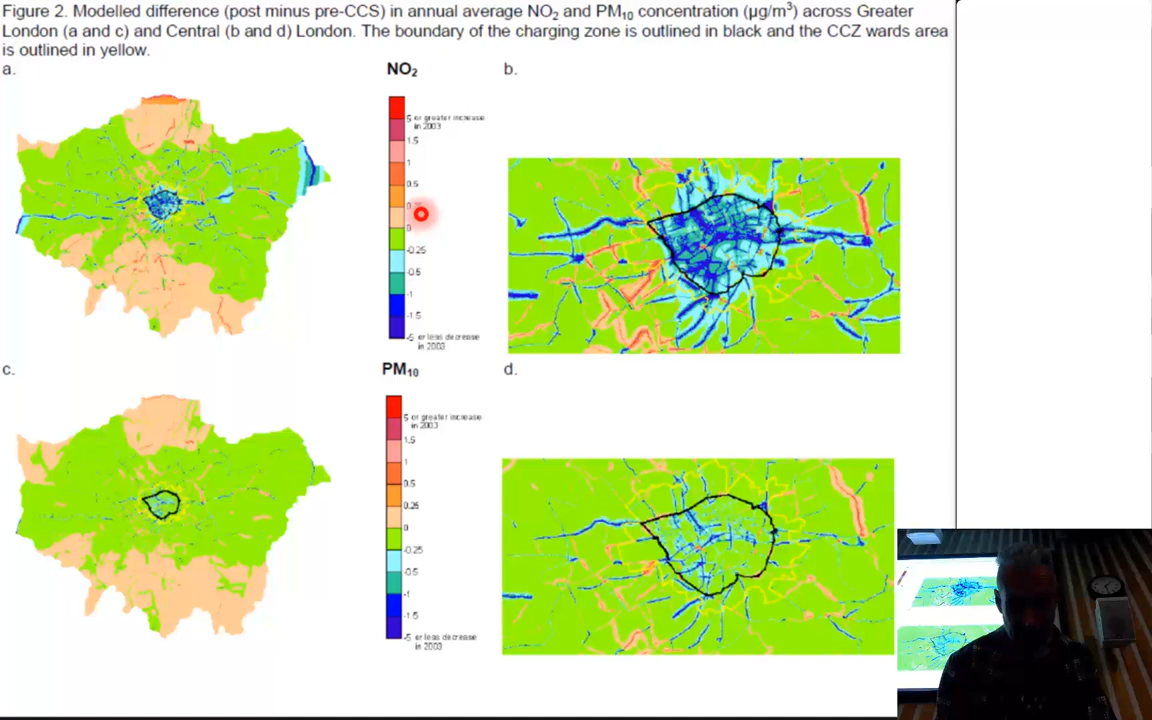 Figure 2. Modelled difference (post minus pre-CCS) in annual average NO₂ and PM₁₀ concentration (µg/m³) across Greater
London (a and c) and Central (b and d) London. The boundary of the charging zone is outlined in black and the CCZ wards area
is outlined in yellow.
a.
NO₂
5 or greater increase
in 2003
1.5
1
0.5
0
-0.25
-0.5
-1
-1.5
-5 or less decrease
in 2003
b.
c.
PM₁₀
5 or greater increase
in 2003
1.5
1
0.5
0.25
0
-0.25
-0.5
-1
-1.5
-5 or less decrease
in 2003
d.